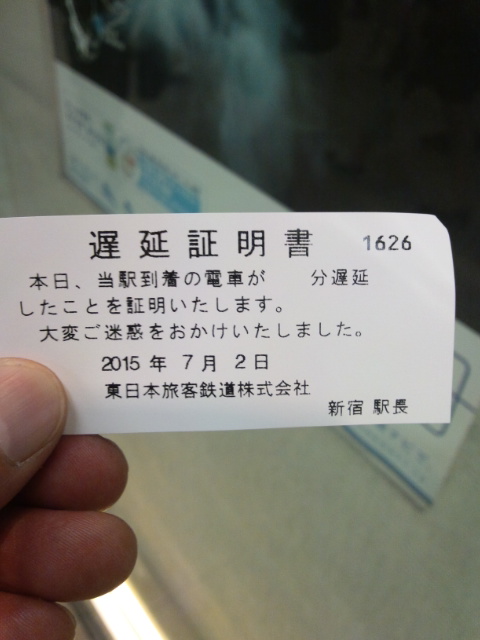 遅延証明書 1626
本日、当駅到着の電車が　　分遅延
したことを証明いたします。
大変ご迷惑をおかけいたしました。
2015 年 7 月 2 日
東日本旅客鉄道株式会社
新宿 駅長